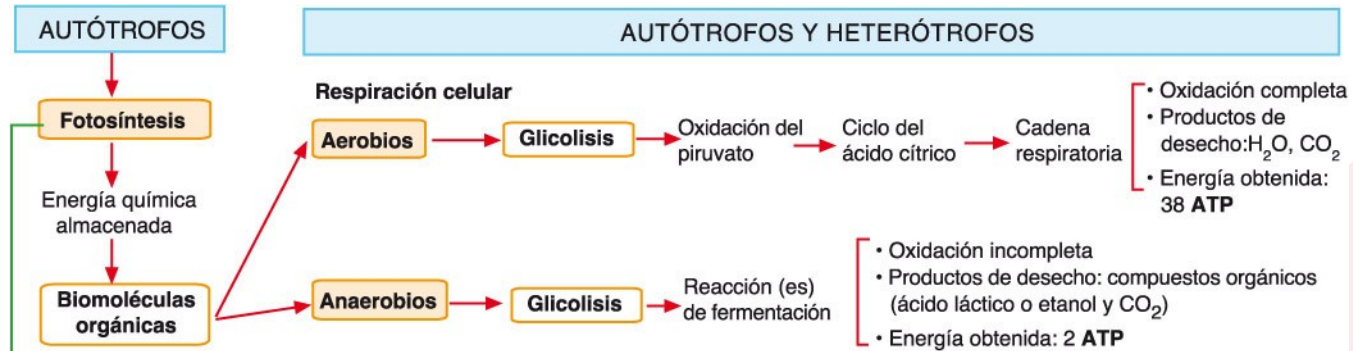 AUTÓTROFOS
AUTÓTROFOS Y HETERÓTROFOS
Fotosíntesis
Energía química
almacenada
Biomoléculas
orgánicas
Respiración celular
Aerobios
Glicolisis
Oxidación del
piruvato
Ciclo del
ácido cítrico
Cadena
respiratoria
• Oxidación completa
• Productos de
desecho:H₂O, CO₂
• Energía obtenida:
38 ATP
Anaerobios
Glicolisis
Reacción (es)
de fermentación
• Oxidación incompleta
• Productos de desecho: compuestos orgánicos
(ácido láctico o etanol y CO₂)
• Energía obtenida: 2 ATP